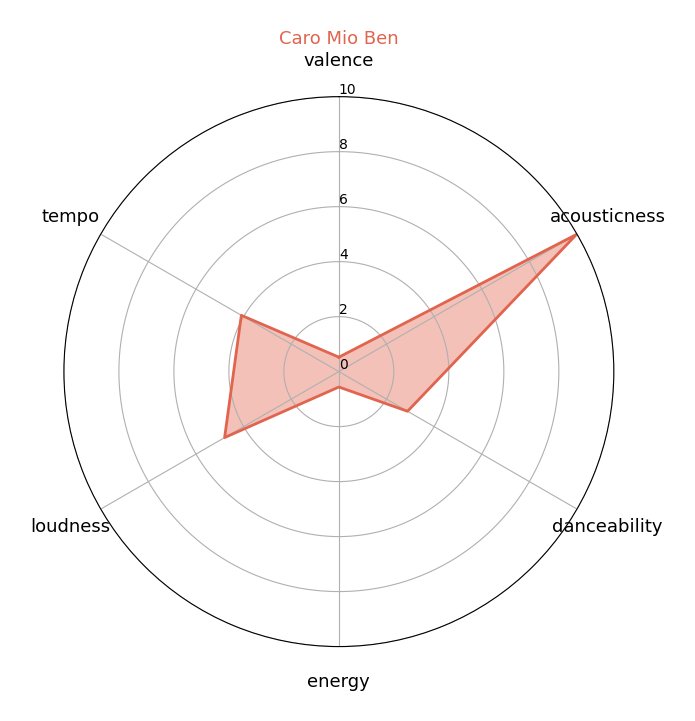 Caro Mio Ben
valence
10
8
tempo
6
acousticness
4
2
0
loudness
danceability
energy